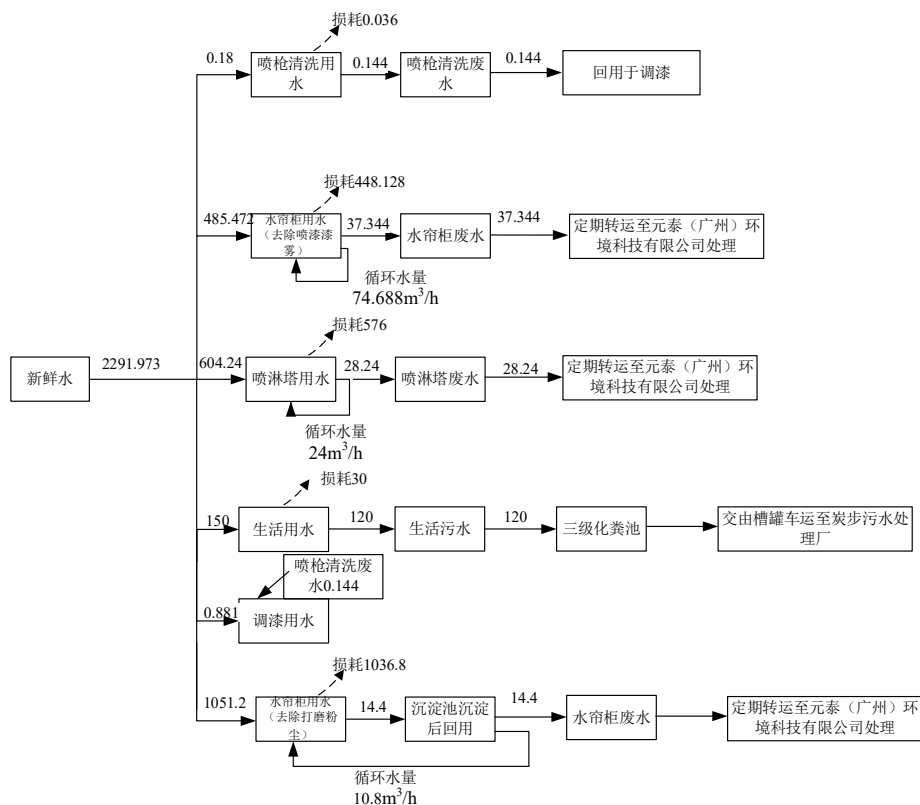 损耗0.036
0.18
喷枪清洗用
水
0.144
喷枪清洗废
水
0.144
回用于调漆
损耗448.128
485.472
水帘柜用水
（去除喷漆漆
雾）
37.344
水帘柜废水
37.344
定期转运至元泰（广州）环
境科技有限公司处理
循环水量
74.688m³/h
损耗576
新鲜水
2291.973
604.24
喷淋塔用水
28.24
喷淋塔废水
28.24
定期转运至元泰（广州）环
境科技有限公司处理
循环水量
24m³/h
损耗30
150
生活用水
120
生活污水
120
三级化粪池
交由槽罐车运至炭步污水处
理厂
喷枪清洗废
水0.144
0.881
调漆用水
损耗1036.8
1051.2
水帘柜用水
（去除打磨粉
尘）
14.4
沉淀池沉淀
后回用
14.4
水帘柜废水
定期转运至元泰（广州）环
境科技有限公司处理
循环水量
10.8m³/h